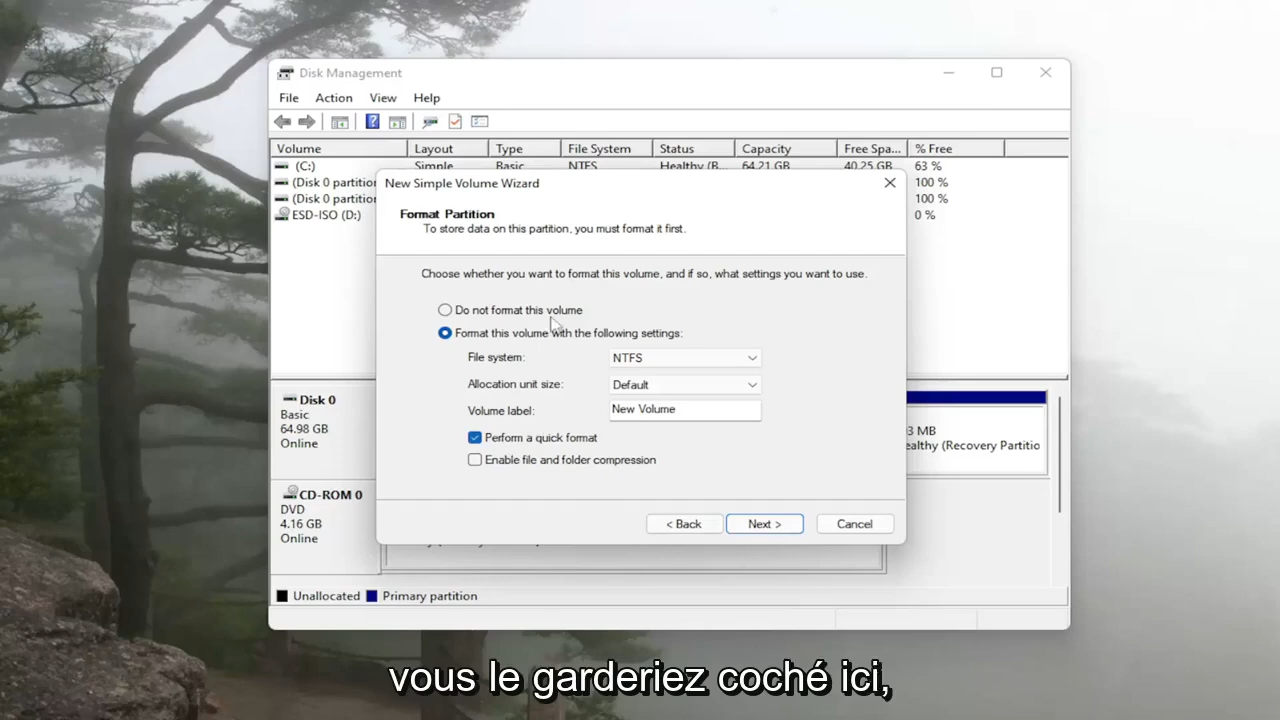 Disk Management
File Action View Help
Volume Layout Type File System Status Capacity Free Spa... % Free
(C:) Simple Basic NTFS Healthy (B... 64.21 GB 40.25 GB 63 %
(Disk 0 partition 100 %
(Disk 0 partition 100 %
ESD-ISO (D:) 0 %
New Simple Volume Wizard
Format Partition
To store data on this partition, you must format it first.
Choose whether you want to format this volume, and if so, what settings you want to use.
Do not format this volume
Format this volume with the following settings:
File system: NTFS
Allocation unit size: Default
Volume label: New Volume
Perform a quick format
Enable file and folder compression
< Back Next > Cancel
Disk 0
Basic
64.98 GB
Online
3 MB
ealthy (Recovery Partitio
CD-ROM 0
DVD
4.16 GB
Online
Unallocated Primary partition
vous le garderiez coché ici,